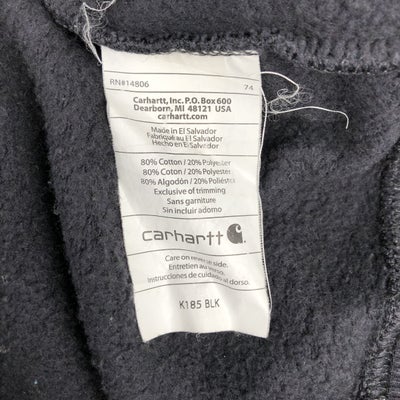 RN#14806 74
Carhartt, Inc. P.O. Box 600
Dearborn, MI 48121 USA
carhartt.com
Made in El Salvador
Fabriqué au El Salvador
Hecho en El Salvador
80% Cotton / 20% Polyester
80% Cotton / 20% Polyester
80% Algodón / 20% Poliéster
Exclusive of trimming
Sans garniture
Sin incluir adorno
carhartt
Care on reverse side.
Entretien au verso.
Instrucciones de cuidado al dorso.
K185 BLK